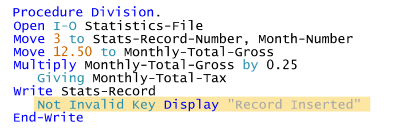 Procedure Division.
Open I-O Statistics-File
Move 3 to Stats-Record-Number, Month-Number
Move 12.50 to Monthly-Total-Gross
Multiply Monthly-Total-Gross by 0.25
Giving Monthly-Total-Tax
Write Stats-Record
Not Invalid Key Display "Record Inserted"
End-Write